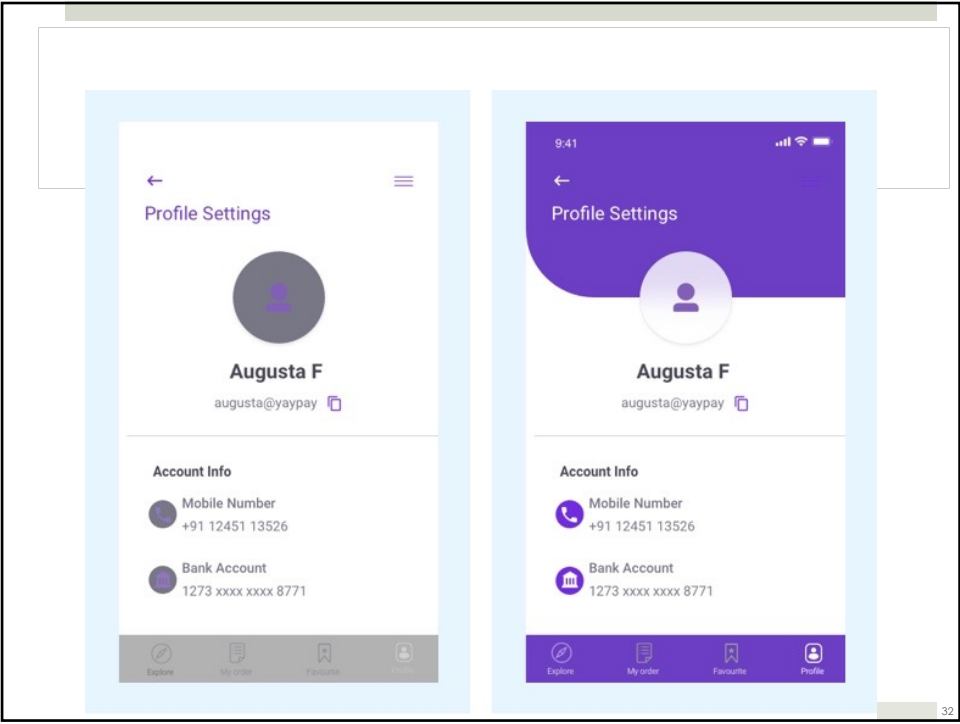 Profile Settings
Augusta F
augusta@yaypay
Account Info
Mobile Number
+91 12451 13526
Bank Account
1273 xxxx xxxx 8771
Explore
My order
Favourite
Profile
9:41
Profile Settings
Augusta F
augusta@yaypay
Account Info
Mobile Number
+91 12451 13526
Bank Account
1273 xxxx xxxx 8771
Explore
My order
Favourite
Profile
32